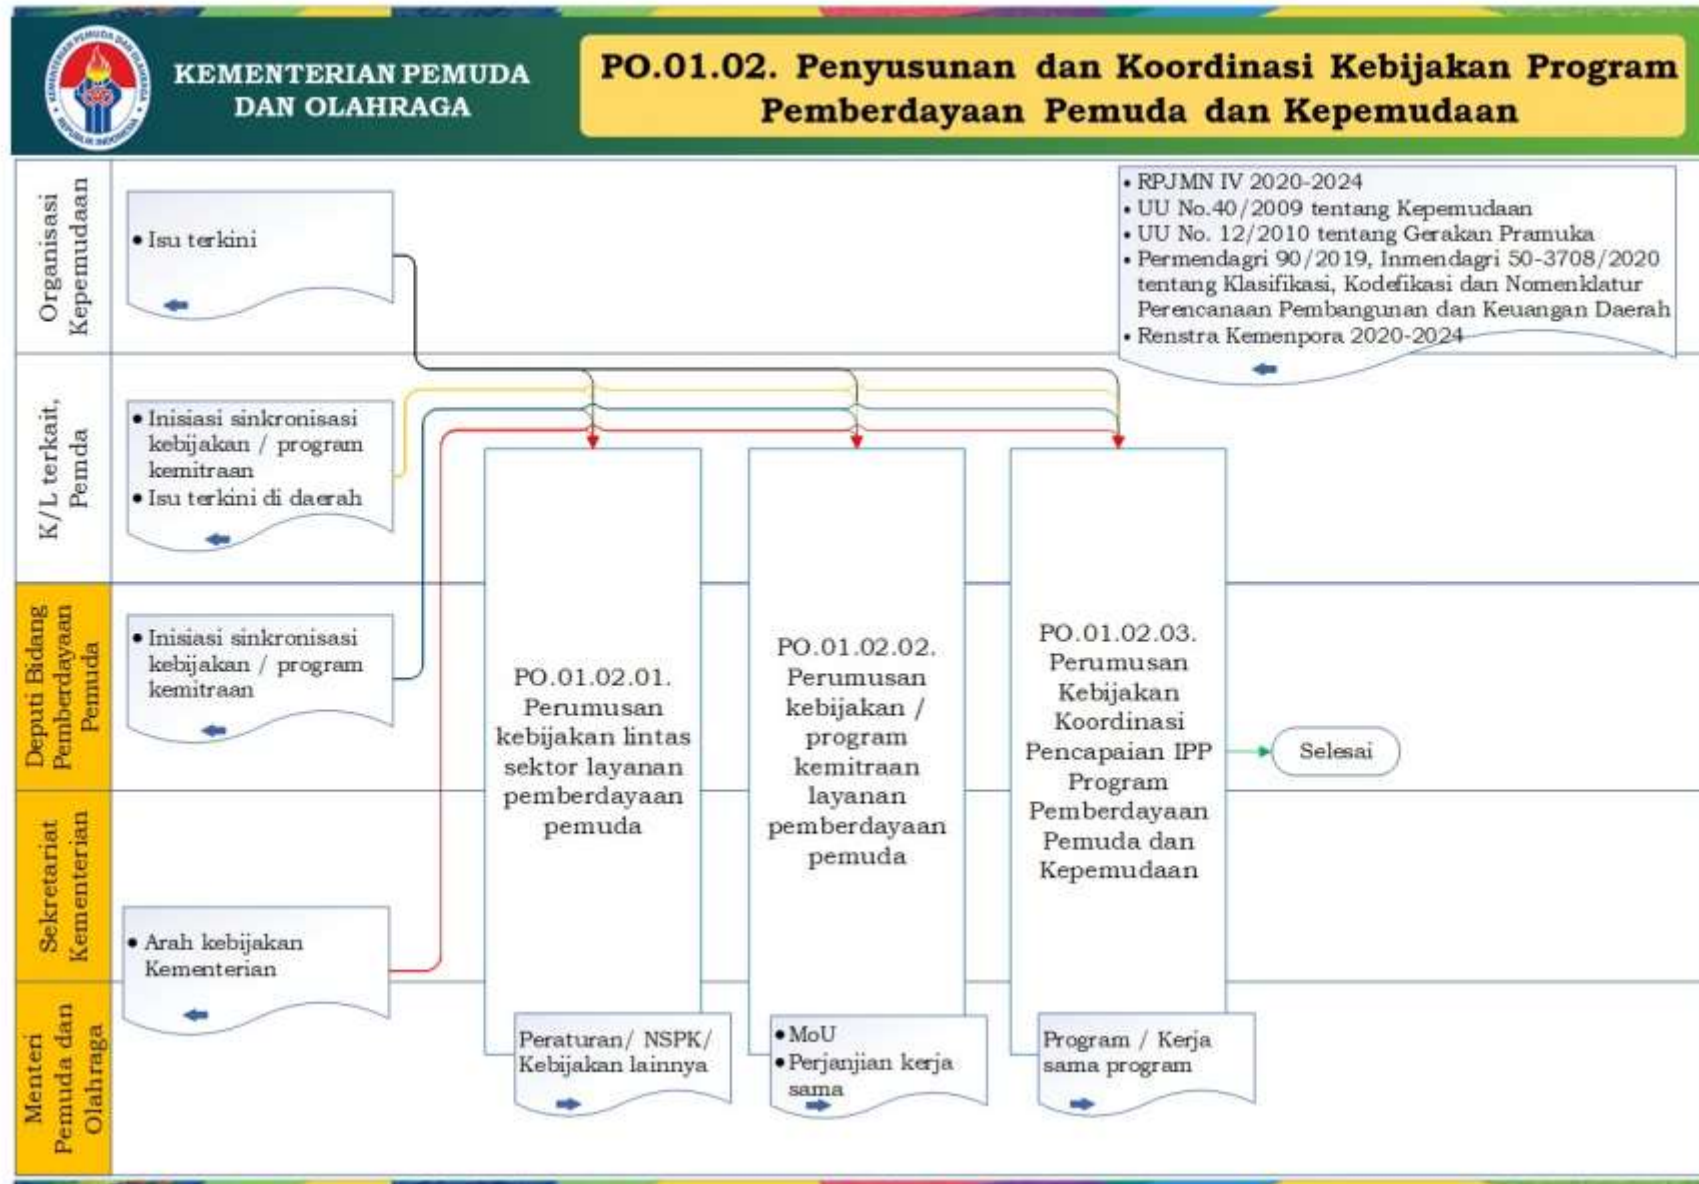 KEMENTERIAN PEMUDA DAN OLAHRAGA
REPUBLIK INDONESIA
KEMENTERIAN PEMUDA
DAN OLAHRAGA
PO.01.02. Penyusunan dan Koordinasi Kebijakan Program
Pemberdayaan Pemuda dan Kepemudaan
Organisasi
Kepemudaan
• Isu terkini
• RPJMN IV 2020-2024
• UU No.40/2009 tentang Kepemudaan
• UU No. 12/2010 tentang Gerakan Pramuka
• Permendagri 90/2019, Inmendagri 50-3708/2020
tentang Klasifikasi, Kodefikasi dan Nomenklatur
Perencanaan Pembangunan dan Keuangan Daerah
• Renstra Kemenpora 2020-2024
K/L terkait,
Pemda
• Inisiasi sinkronisasi
kebijakan / program
kemitraan
• Isu terkini di daerah
Deputi Bidang
Pemberdayaan
Pemuda
• Inisiasi sinkronisasi
kebijakan / program
kemitraan
PO.01.02.01.
Perumusan
kebijakan lintas
sektor layanan
pemberdayaan
pemuda
PO.01.02.02.
Perumusan
kebijakan /
program
kemitraan
layanan
pemberdayaan
pemuda
PO.01.02.03.
Perumusan
Kebijakan
Koordinasi
Pencapaian IPP
Program
Pemberdayaan
Pemuda dan
Kepemudaan
Selesai
Sekretariat
Kementerian
• Arah kebijakan
Kementerian
Menteri
Pemuda dan
Olahraga
Peraturan/ NSPK/
Kebijakan lainnya
• MoU
• Perjanjian kerja
sama
Program / Kerja
sama program